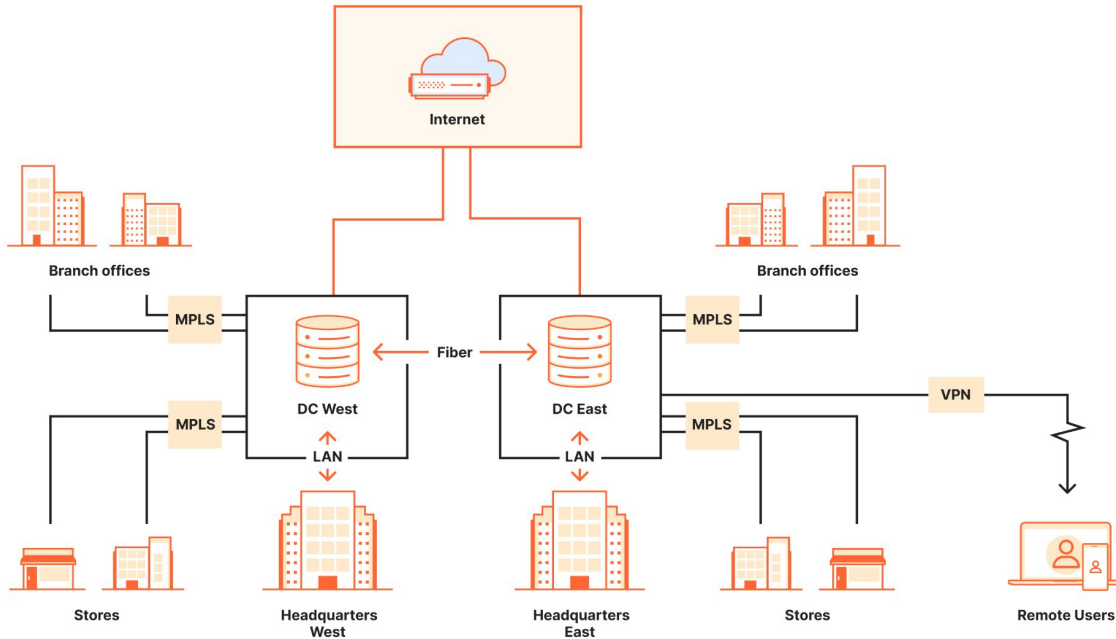 Internet
Branch offices
Branch offices
MPLS
MPLS
Fiber
DC West
DC East
VPN
MPLS
MPLS
LAN
LAN
Stores
Headquarters
West
Headquarters
East
Stores
Remote Users